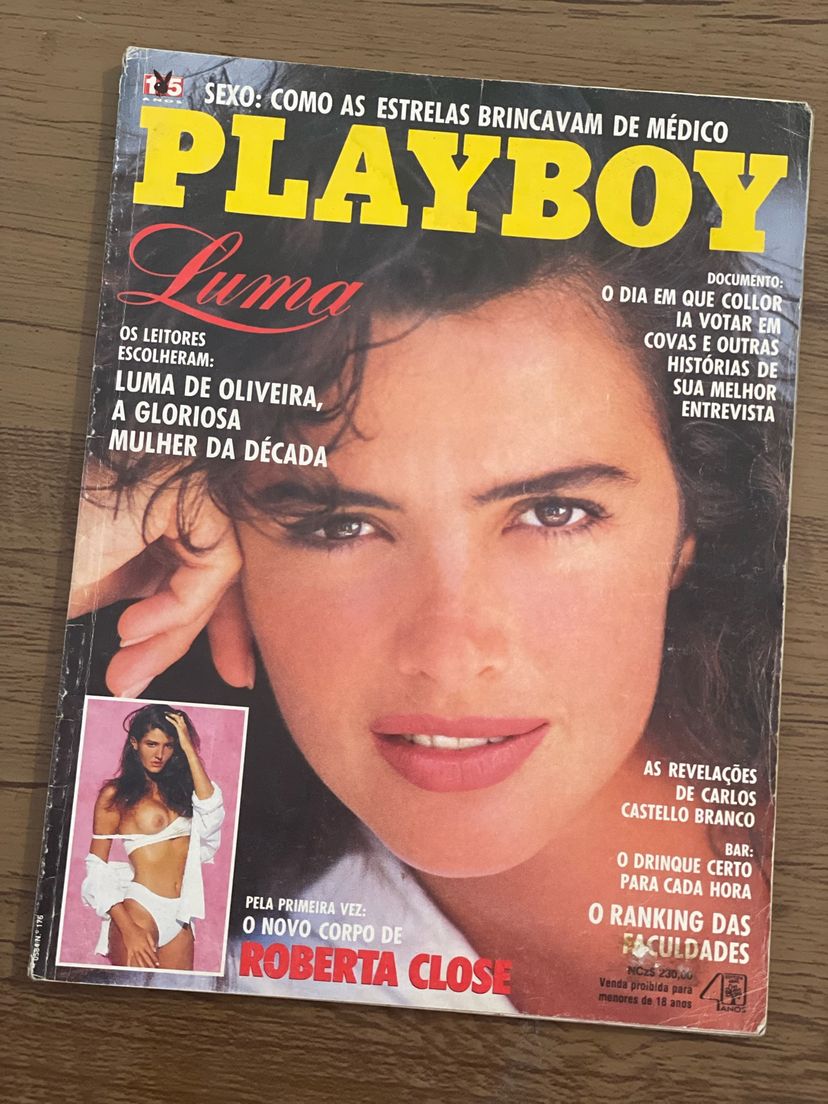 15
ANOS
SEXO: COMO AS ESTRELAS BRINCAVAM DE MÉDICO
PLAYBOY
Luma
OS LEITORES
ESCOLHERAM:
LUMA DE OLIVEIRA,
A GLORIOSA
MULHER DA DÉCADA
DOCUMENTO:
O DIA EM QUE COLLOR
IA VOTAR EM
COVAS E OUTRAS
HISTÓRIAS DE
SUA MELHOR
ENTREVISTA
AS REVELAÇÕES
DE CARLOS
CASTELLO BRANCO
BAR:
O DRINQUE CERTO
PARA CADA HORA
O RANKING DAS
FACULDADES
PELA PRIMEIRA VEZ:
O NOVO CORPO DE
ROBERTA CLOSE
NCz$ 230,00
Venda proibida para
menores de 18 anos
4
ANOS
Nº 176